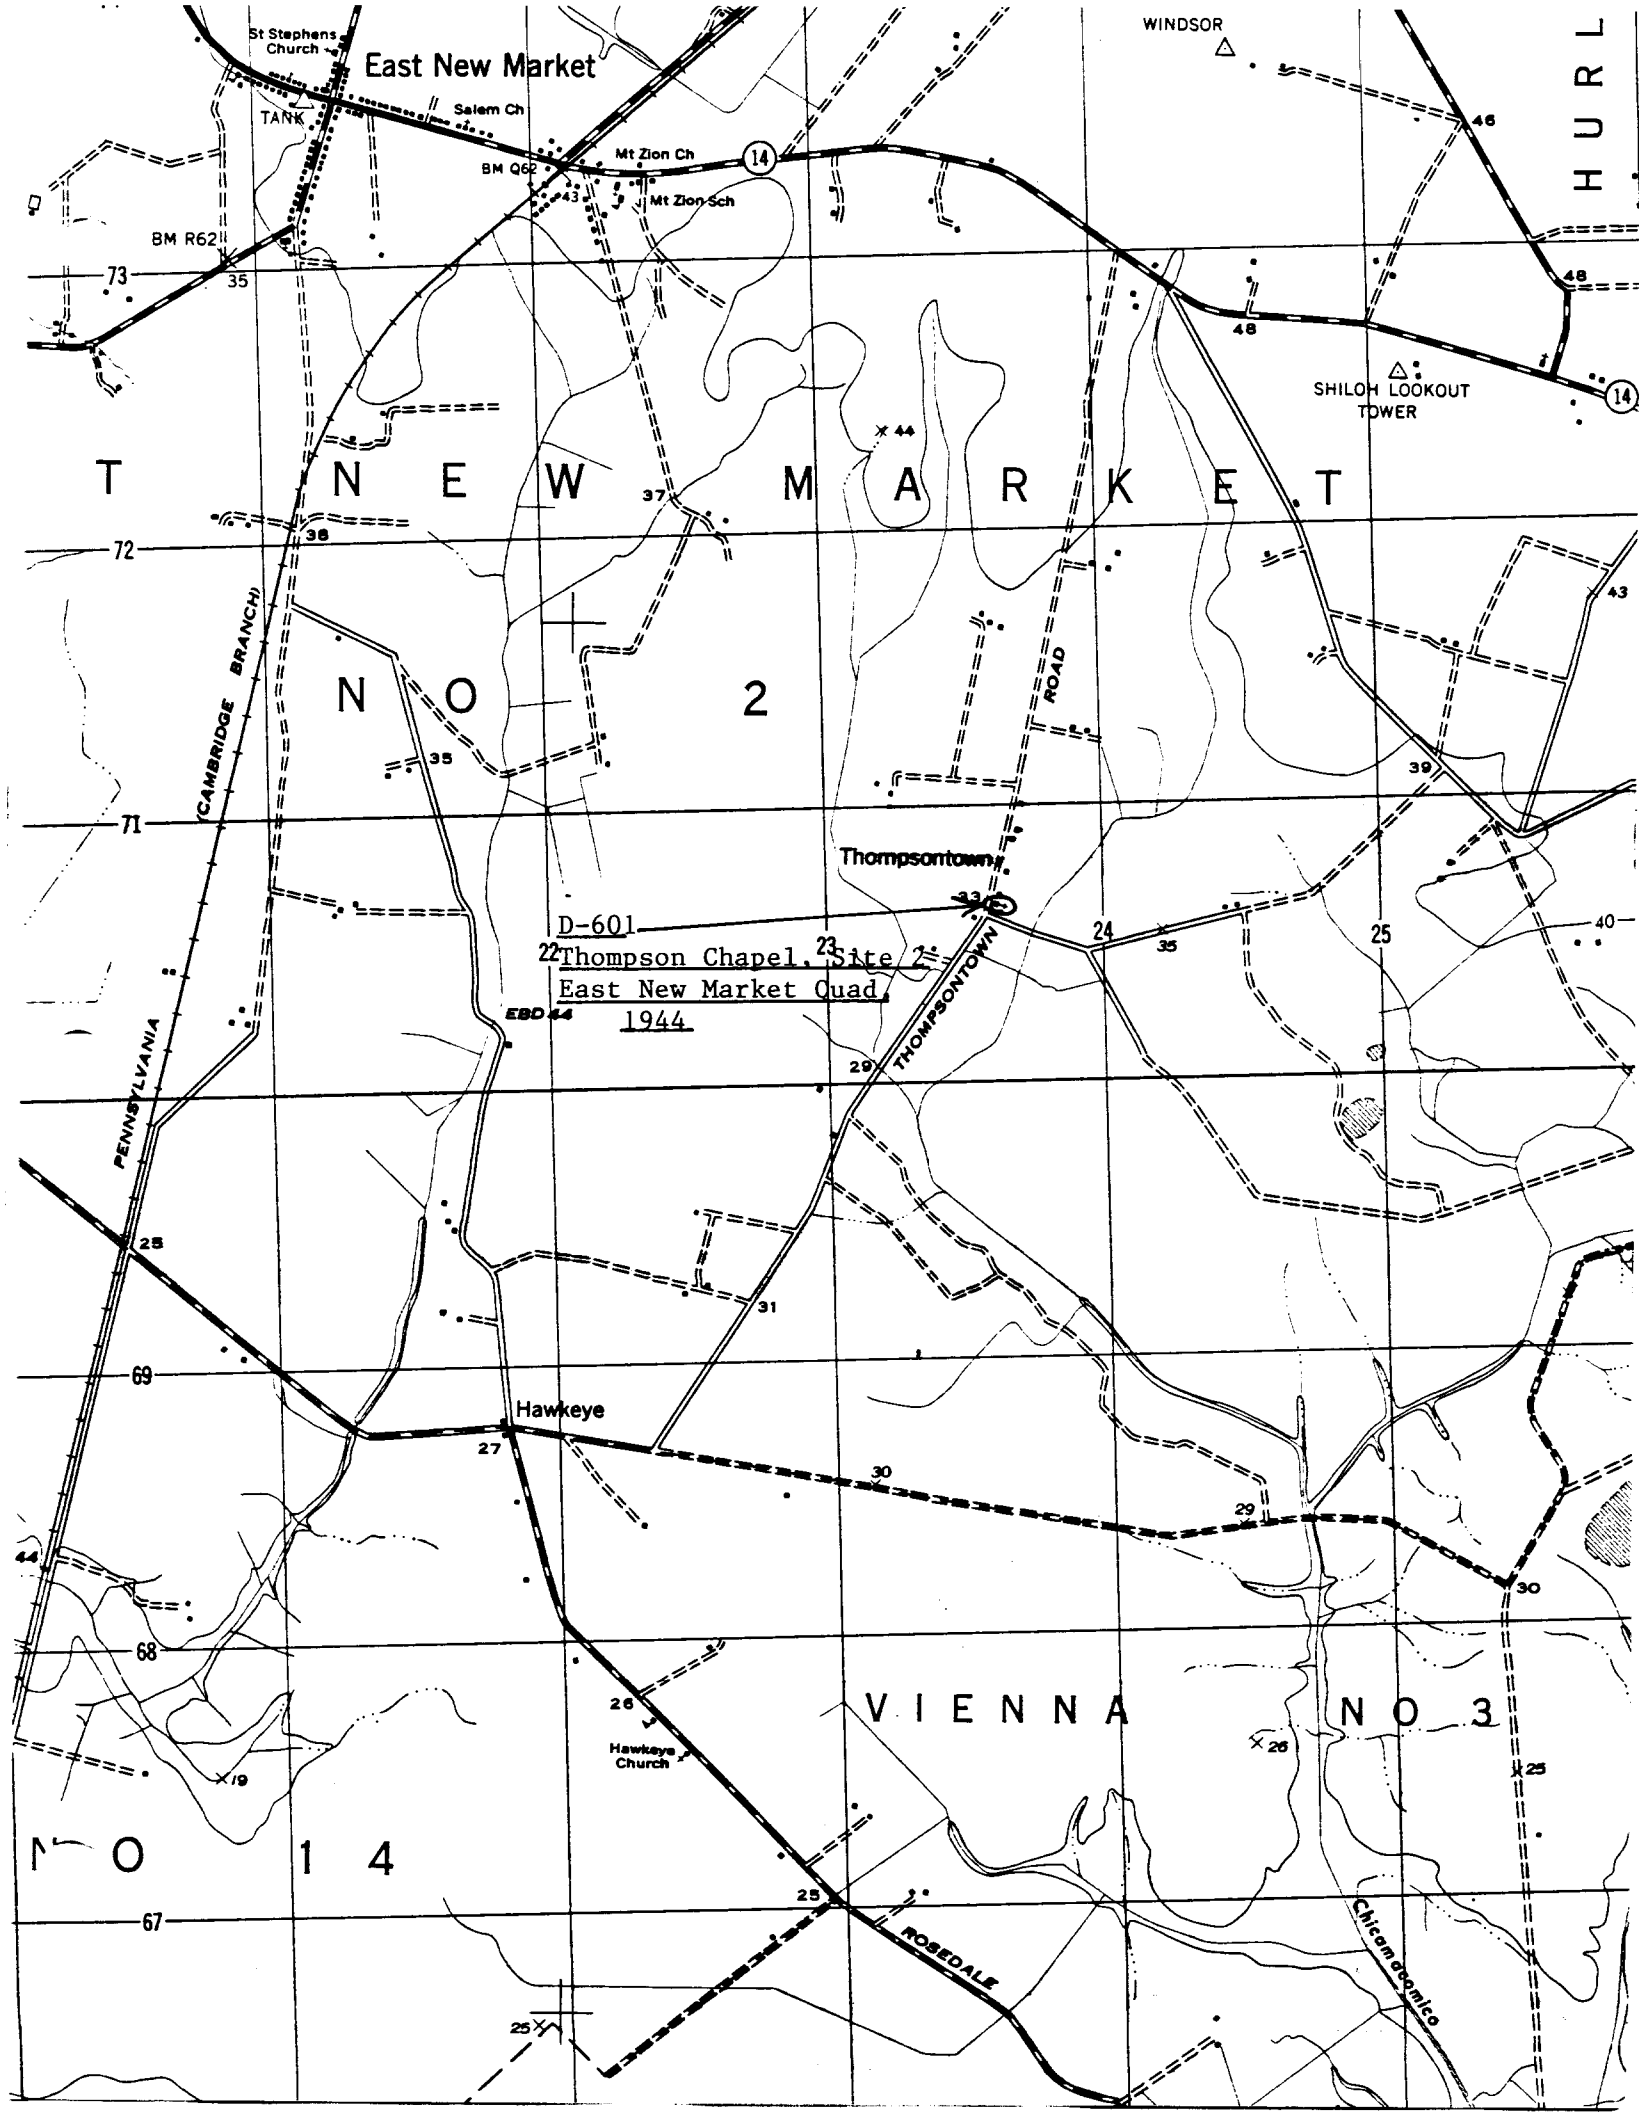 WINDSOR
H U R L
St Stephens
Church
East New Market
TANK
Salem Ch
46
BM Q62
Mt Zion Ch
14
43
Mt Zion Sch
BM R62
73
35
48
48
SHILOH LOOKOUT
TOWER
14
44
T N E W M A R K E T
37
36
72
43
(CAMBRIDGE BRANCH)
ROAD
N O 2
35
39
71
Thompsontown
33
D-601
22
23
24
25
40
35
Thompson Chapel, Site 2
East New Market Quad,
1944
EBD 44
THOMPSONTOWN
29
PENNSYLVANIA
25
31
69
Hawkeye
27
30
29
44
30
68
26
VIENNA NO 3
Hawkeye
Church
26
25
19
N O 1 4
25
67
ROSEDALE
Chicamacomico
25